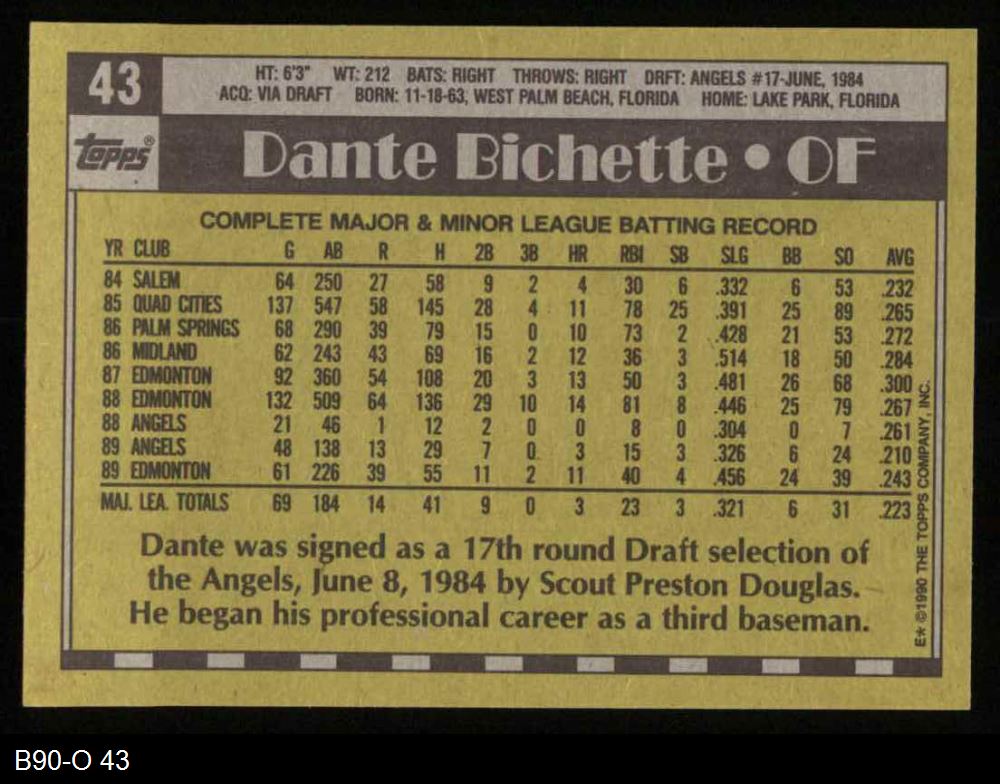 43
HT: 6'3" WT: 212 BATS: RIGHT THROWS: RIGHT DRFT: ANGELS #17-JUNE, 1984
ACQ: VIA DRAFT BORN: 11-18-63, WEST PALM BEACH, FLORIDA HOME: LAKE PARK, FLORIDA
topps®
Dante Bichette • OF
COMPLETE MAJOR & MINOR LEAGUE BATTING RECORD
YR CLUB G AB R H 2B 3B HR RBI SB SLG BB SO AVG
84 SALEM 64 250 27 58 9 2 4 30 6 .332 6 53 .232
85 QUAD CITIES 137 547 58 145 28 4 11 78 25 .391 25 89 .265
86 PALM SPRINGS 68 290 39 79 15 0 10 73 2 .428 21 53 .272
86 MIDLAND 62 243 43 69 16 2 12 36 3 .514 18 50 .284
87 EDMONTON 92 360 54 108 20 3 13 50 3 .481 26 68 .300
88 EDMONTON 132 509 64 136 29 10 14 81 8 .446 25 79 .267
88 ANGELS 21 46 1 12 2 0 0 8 0 .304 0 7 .261
89 ANGELS 48 138 13 29 7 0 3 15 3 .326 6 24 .210
89 EDMONTON 61 226 39 55 11 2 11 40 4 .456 24 39 .243
MAJ. LEA. TOTALS 69 184 14 41 9 0 3 23 3 .321 6 31 .223
Dante was signed as a 17th round Draft selection of
the Angels, June 8, 1984 by Scout Preston Douglas.
He began his professional career as a third baseman.
E* ©1990 THE TOPPS COMPANY, INC.
B90-O 43